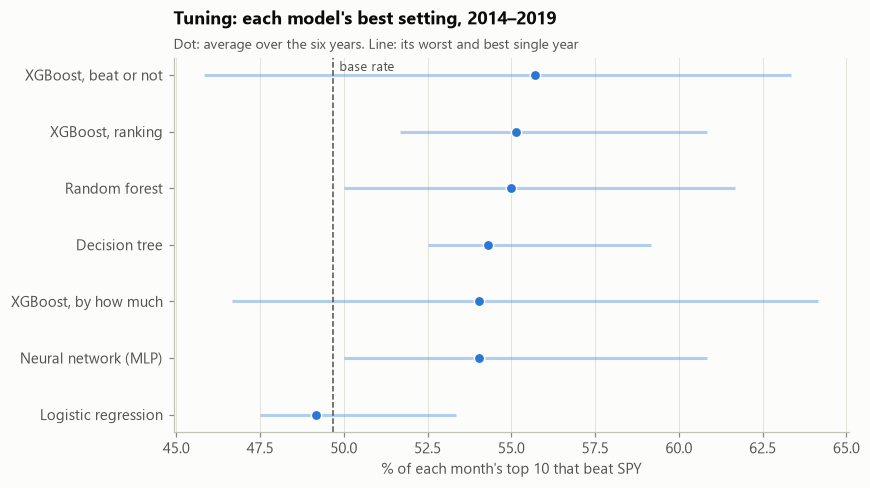 Tuning: each model's best setting, 2014–2019
Dot: average over the six years. Line: its worst and best single year
base rate
XGBoost, beat or not
XGBoost, ranking
Random forest
Decision tree
XGBoost, by how much
Neural network (MLP)
Logistic regression
45.0 47.5 50.0 52.5 55.0 57.5 60.0 62.5 65.0
% of each month's top 10 that beat SPY